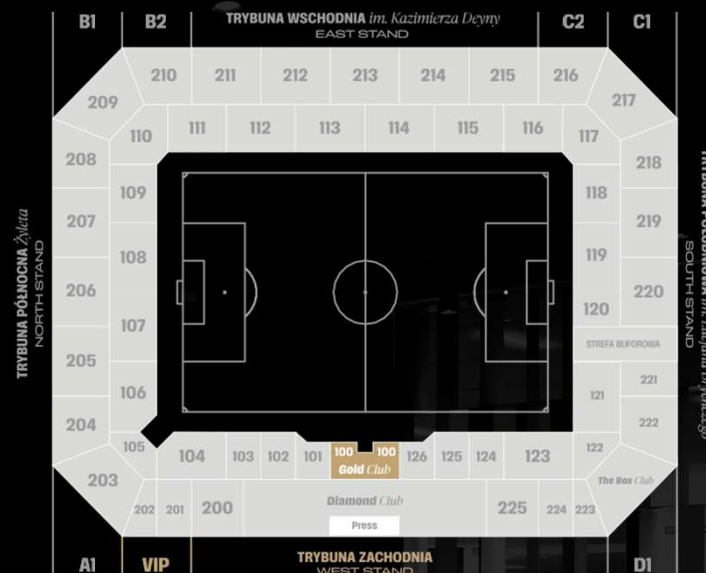 B1
B2
TRYBUNA WSCHODNIA im. Kazimierza Deyny
EAST STAND
C2
C1
209
210
211
212
213
214
215
216
217
110
111
112
113
114
115
116
117
208
109
118
218
207
108
119
219
206
107
120
220
STREFA BUFOROWA
205
106
121
221
204
105
222
122
TRYBUNA PÓŁNOCNA Żyleta
NORTH STAND
TRYBUNA POŁUDNIOWA im.
SOUTH STAND
104
103
102
101
100
100
Gold Club
126
125
124
123
203
202
201
200
Diamond Club
Press
225
224
223
The Box Club
A1
VIP
TRYBUNA ZACHODNIA
WEST STAND
D1